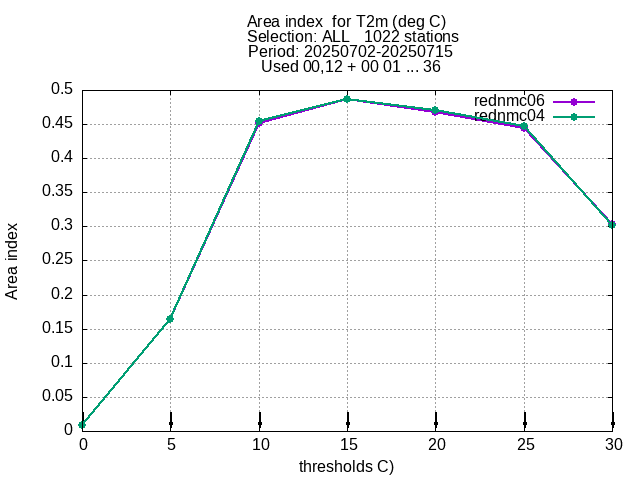 Area index  for T2m (deg C)
Selection: ALL   1022 stations
Period: 20250702-20250715
Used 00,12 + 00 01 ... 36
rednmc06
rednmc04
0.5
0.45
0.4
0.35
0.3
0.25
0.2
0.15
0.1
0.05
0
Area index
0 5 10 15 20 25 30
thresholds C)